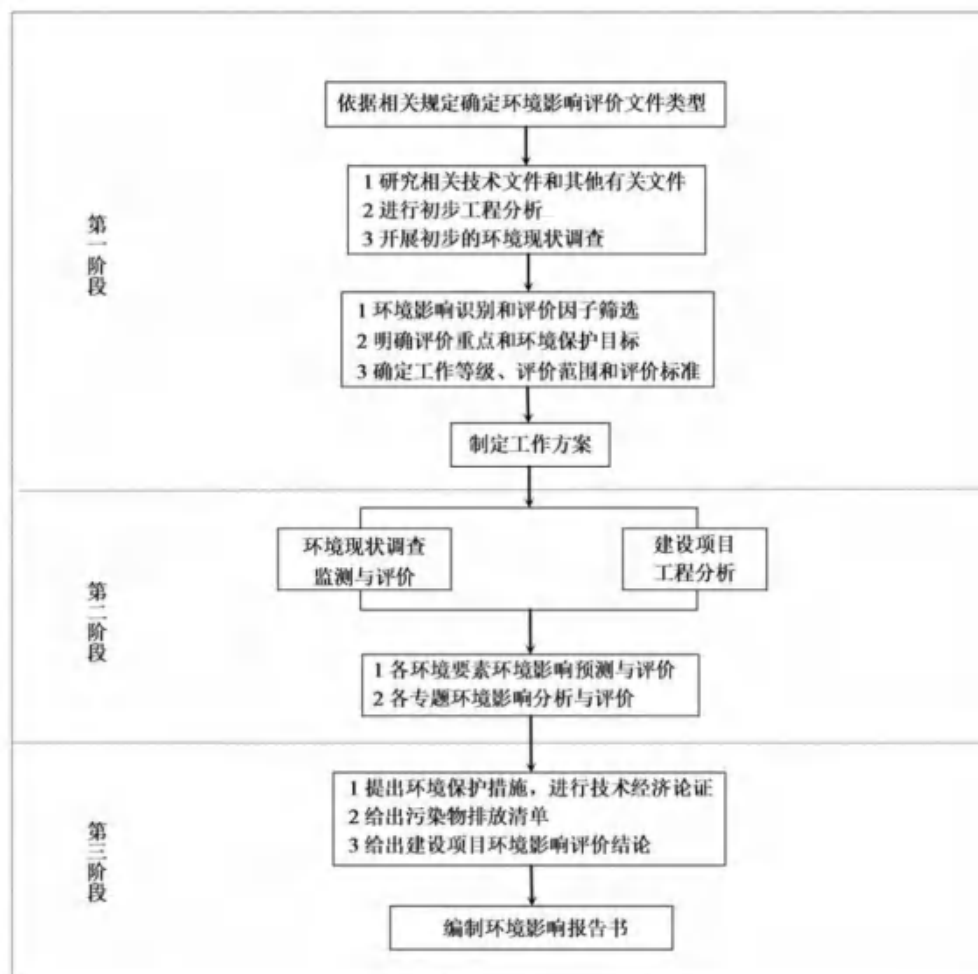 依据相关规定确定环境影响评价文件类型
1 研究相关技术文件和其他有关文件
2 进行初步工程分析
3 开展初步的环境现状调查
第一阶段
1 环境影响识别和评价因子筛选
2 明确评价重点和环境保护目标
3 确定工作等级、评价范围和评价标准
制定工作方案
第二阶段
环境现状调查
监测与评价
建设项目
工程分析
1 各环境要素环境影响预测与评价
2 各专题环境影响分析与评价
第三阶段
1 提出环境保护措施，进行技术经济论证
2 给出污染物排放清单
3 给出建设项目环境影响评价结论
编制环境影响报告书